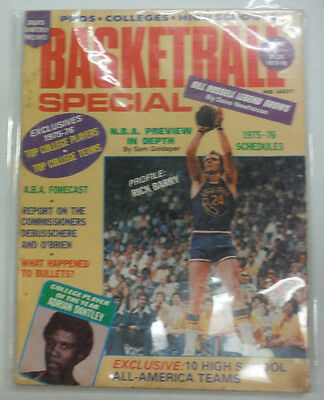 SPORTS
QUARTERLY
PRESENTS
PROS • COLLEGES • HIGH SCHOOLS
BASKETBALL
SPECIAL
BILL RUSSELL LEGEND GROWS
By Dave Newhouse
EXCLUSIVES
1975-76
TOP COLLEGE PLAYERS
TOP COLLEGE TEAMS
N.B.A. PREVIEW
IN DEPTH
By Sam Goldaper
1975-76
SCHEDULES
PROFILE:
RICK BARRY
24
A.B.A. FORECAST
•
REPORT ON THE
COMMISSIONERS
DEBUSSCHERE
AND O'BRIEN
•
WHAT HAPPENED
TO BULLETS?
COLLEGE PLAYER
OF THE YEAR
ADRIAN DANTLEY
EXCLUSIVE: 10 HIGH SCHOOL
ALL-AMERICA TEAMS